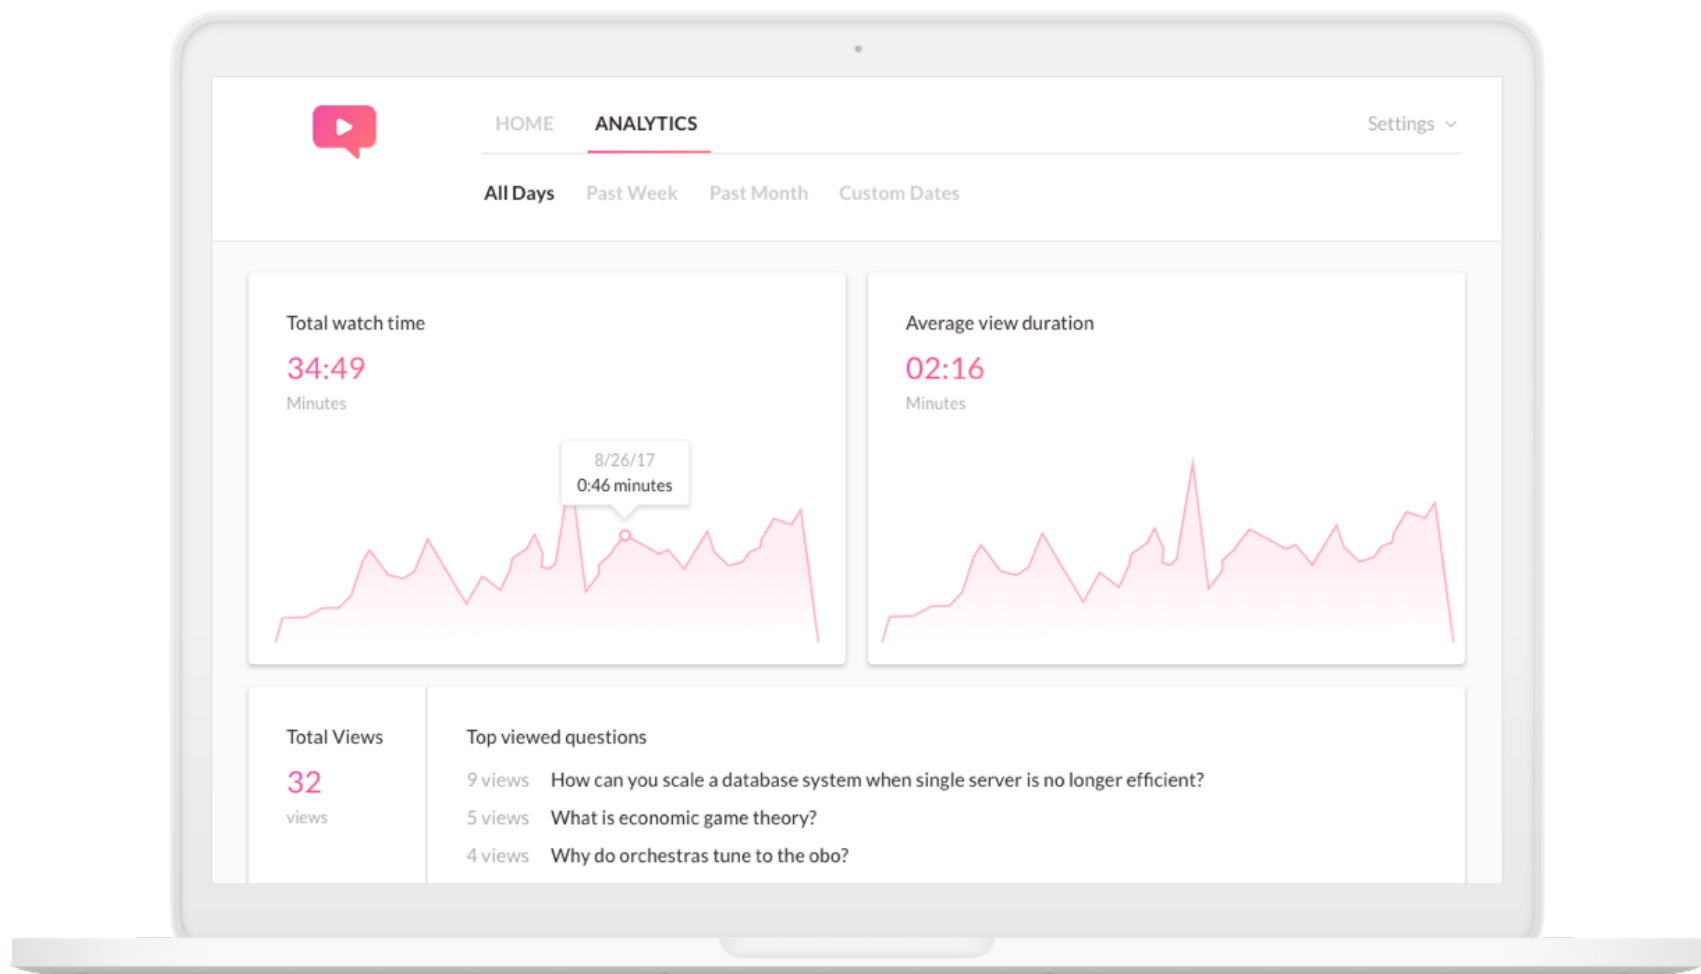 HOME ANALYTICS Settings
All Days Past Week Past Month Custom Dates
Total watch time
34:49
Minutes
8/26/17
0:46 minutes
Average view duration
02:16
Minutes
Total Views
32
views
Top viewed questions
9 views How can you scale a database system when single server is no longer efficient?
5 views What is economic game theory?
4 views Why do orchestras tune to the obo?